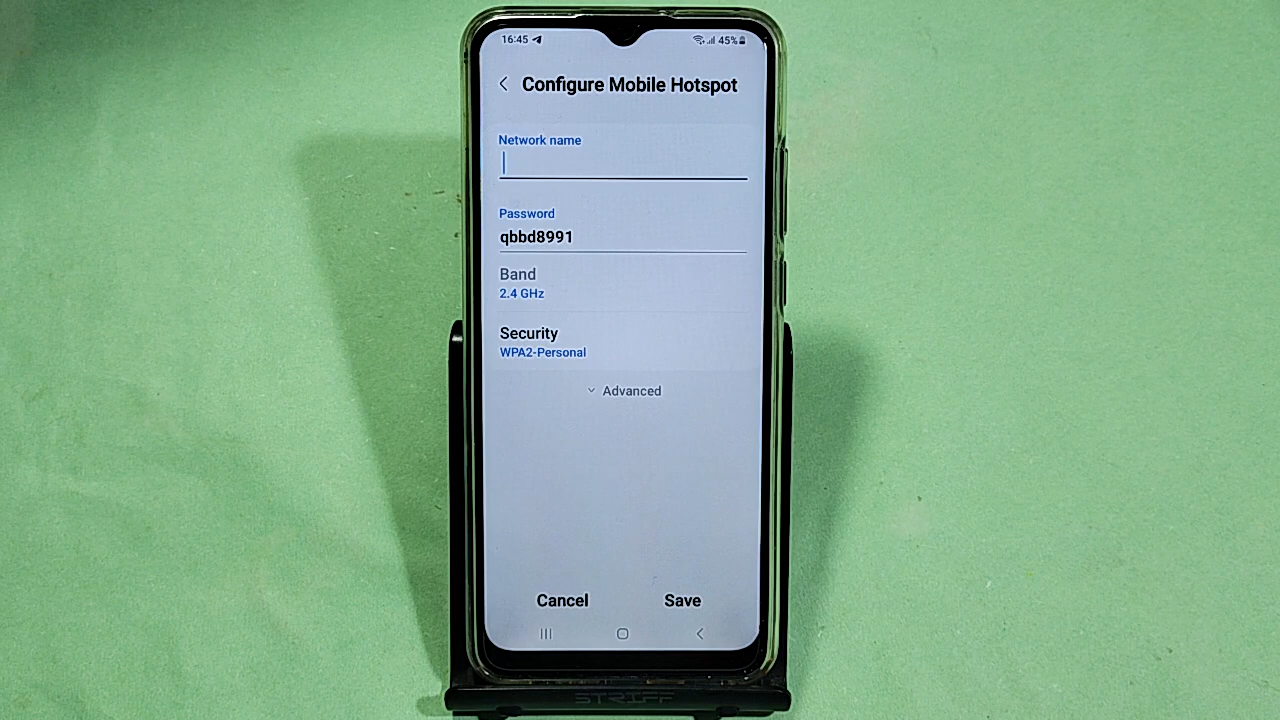 16:45 45%
Configure Mobile Hotspot
Network name
Password
qbbd8991
Band
2.4 GHz
Security
WPA2-Personal
Advanced
Cancel Save
STRIFF